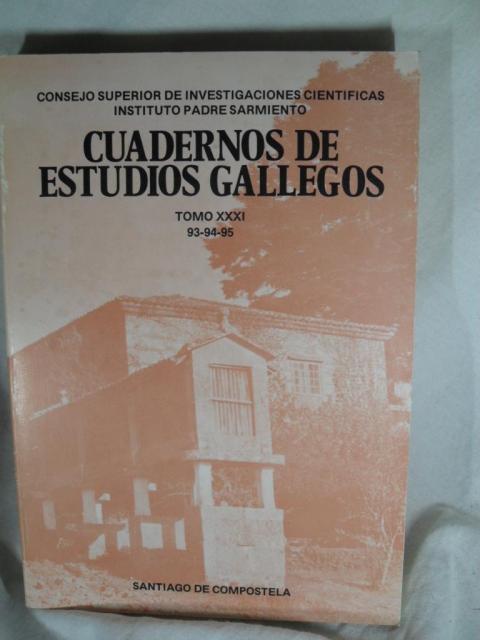 CONSEJO SUPERIOR DE INVESTIGACIONES CIENTIFICAS
INSTITUTO PADRE SARMIENTO
CUADERNOS DE
ESTUDIOS GALLEGOS
TOMO XXXI
93-94-95
SANTIAGO DE COMPOSTELA